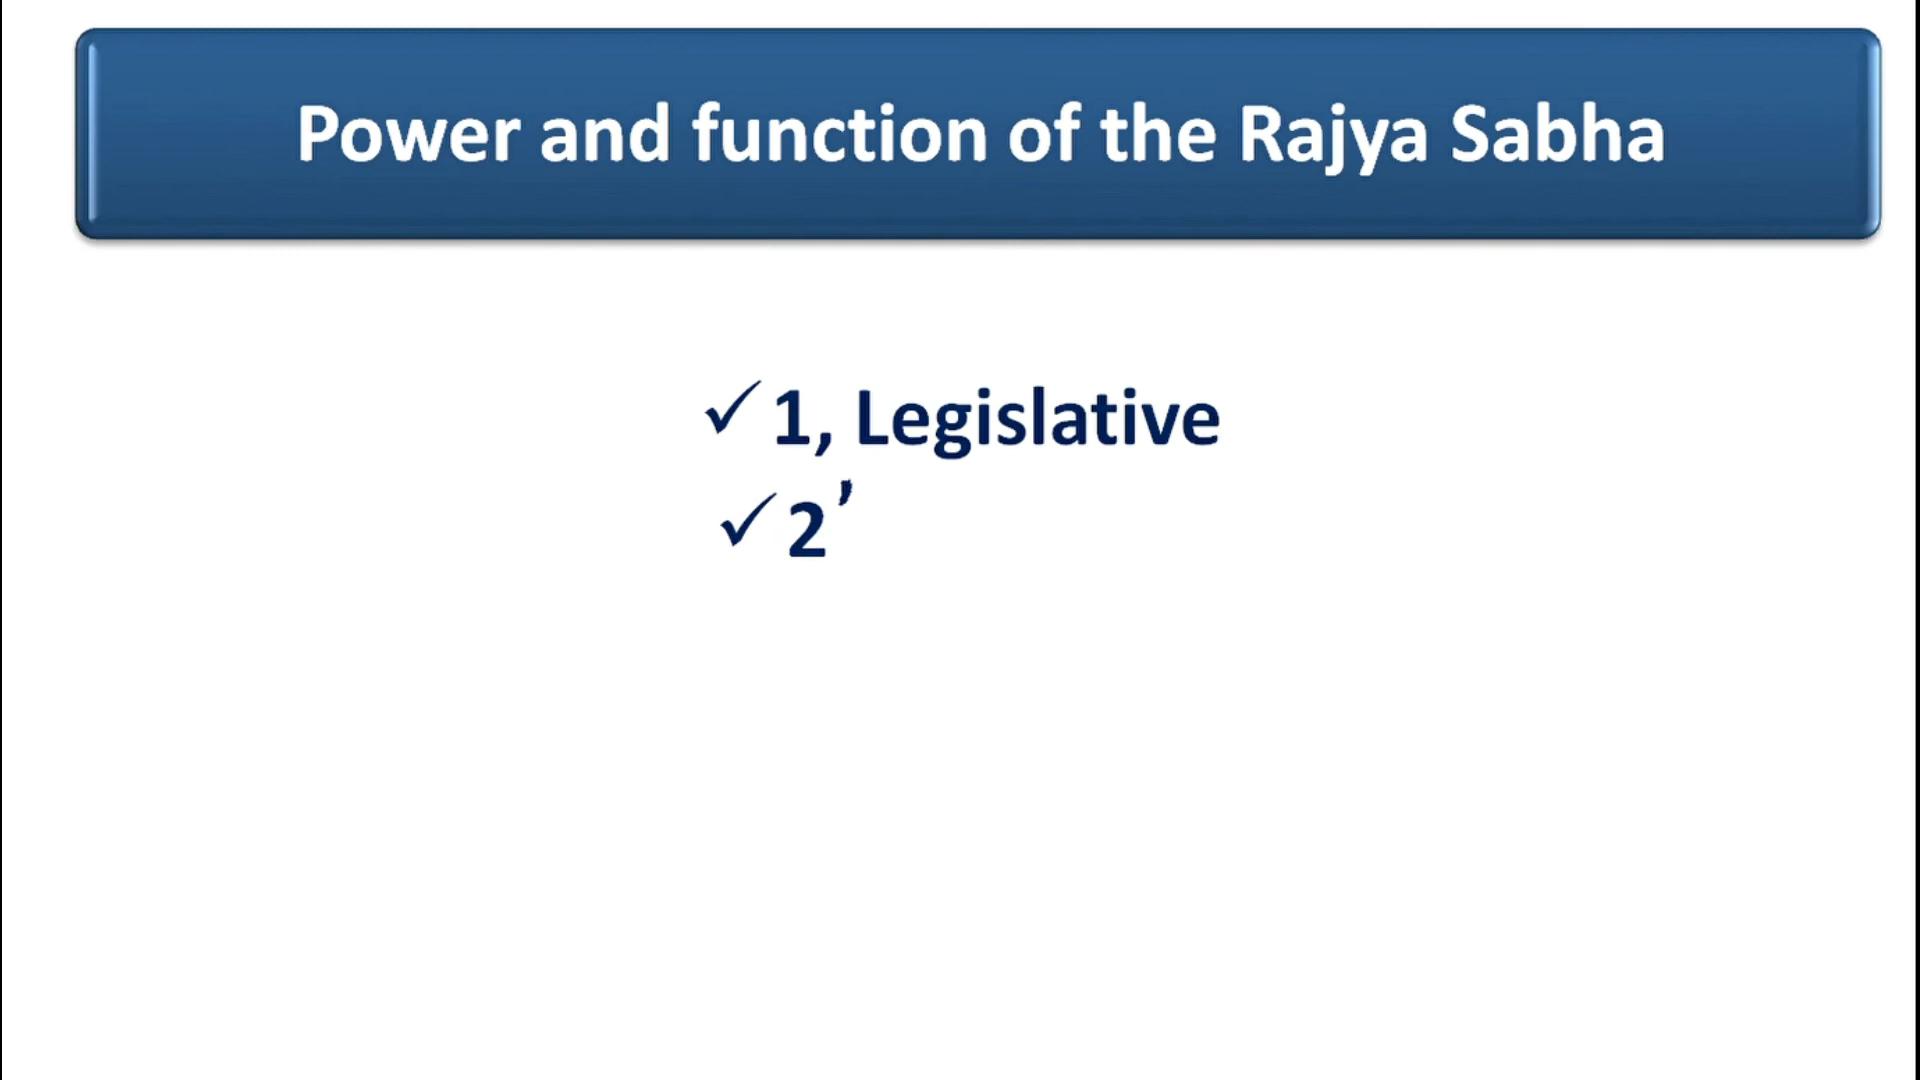 Power and function of the Rajya Sabha
✓ 1, Legislative
✓ 2’